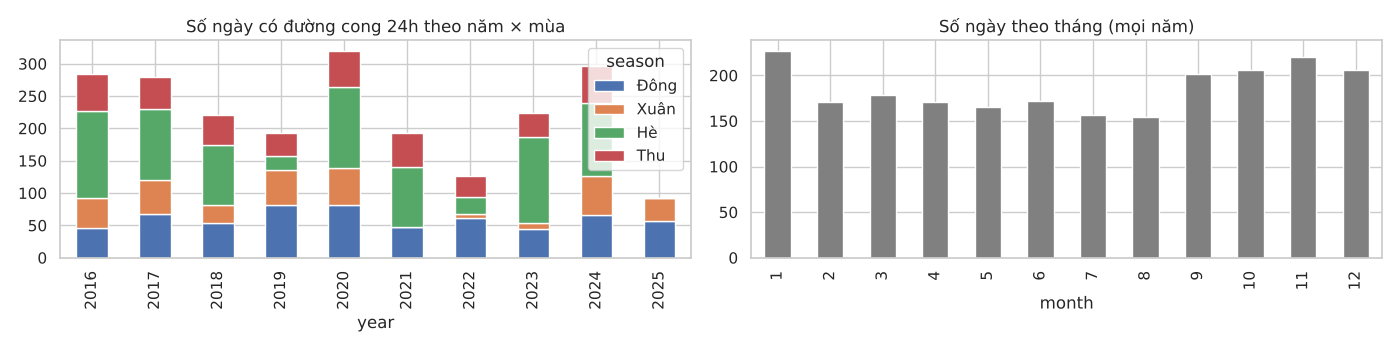 Số ngày có đường cong 24h theo năm × mùa
300
250
200
150
100
50
0
2016 2017 2018 2019 2020 2021 2022 2023 2024 2025
year
season
Đông
Xuân
Hè
Thu
Số ngày theo tháng (mọi năm)
200
150
100
50
0
1 2 3 4 5 6 7 8 9 10 11 12
month